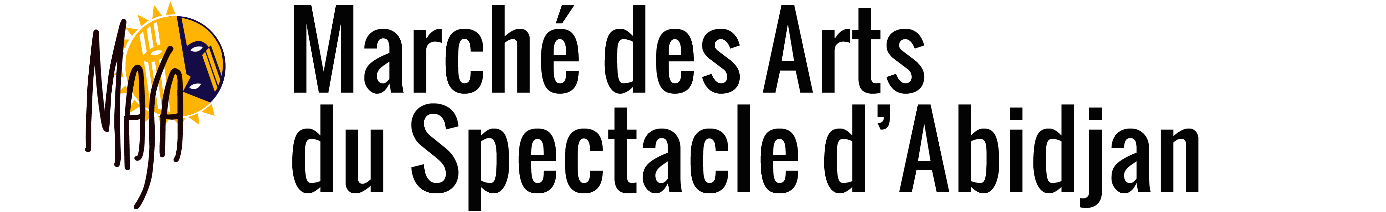 MASA
Marché des Arts
du Spectacle d’Abidjan